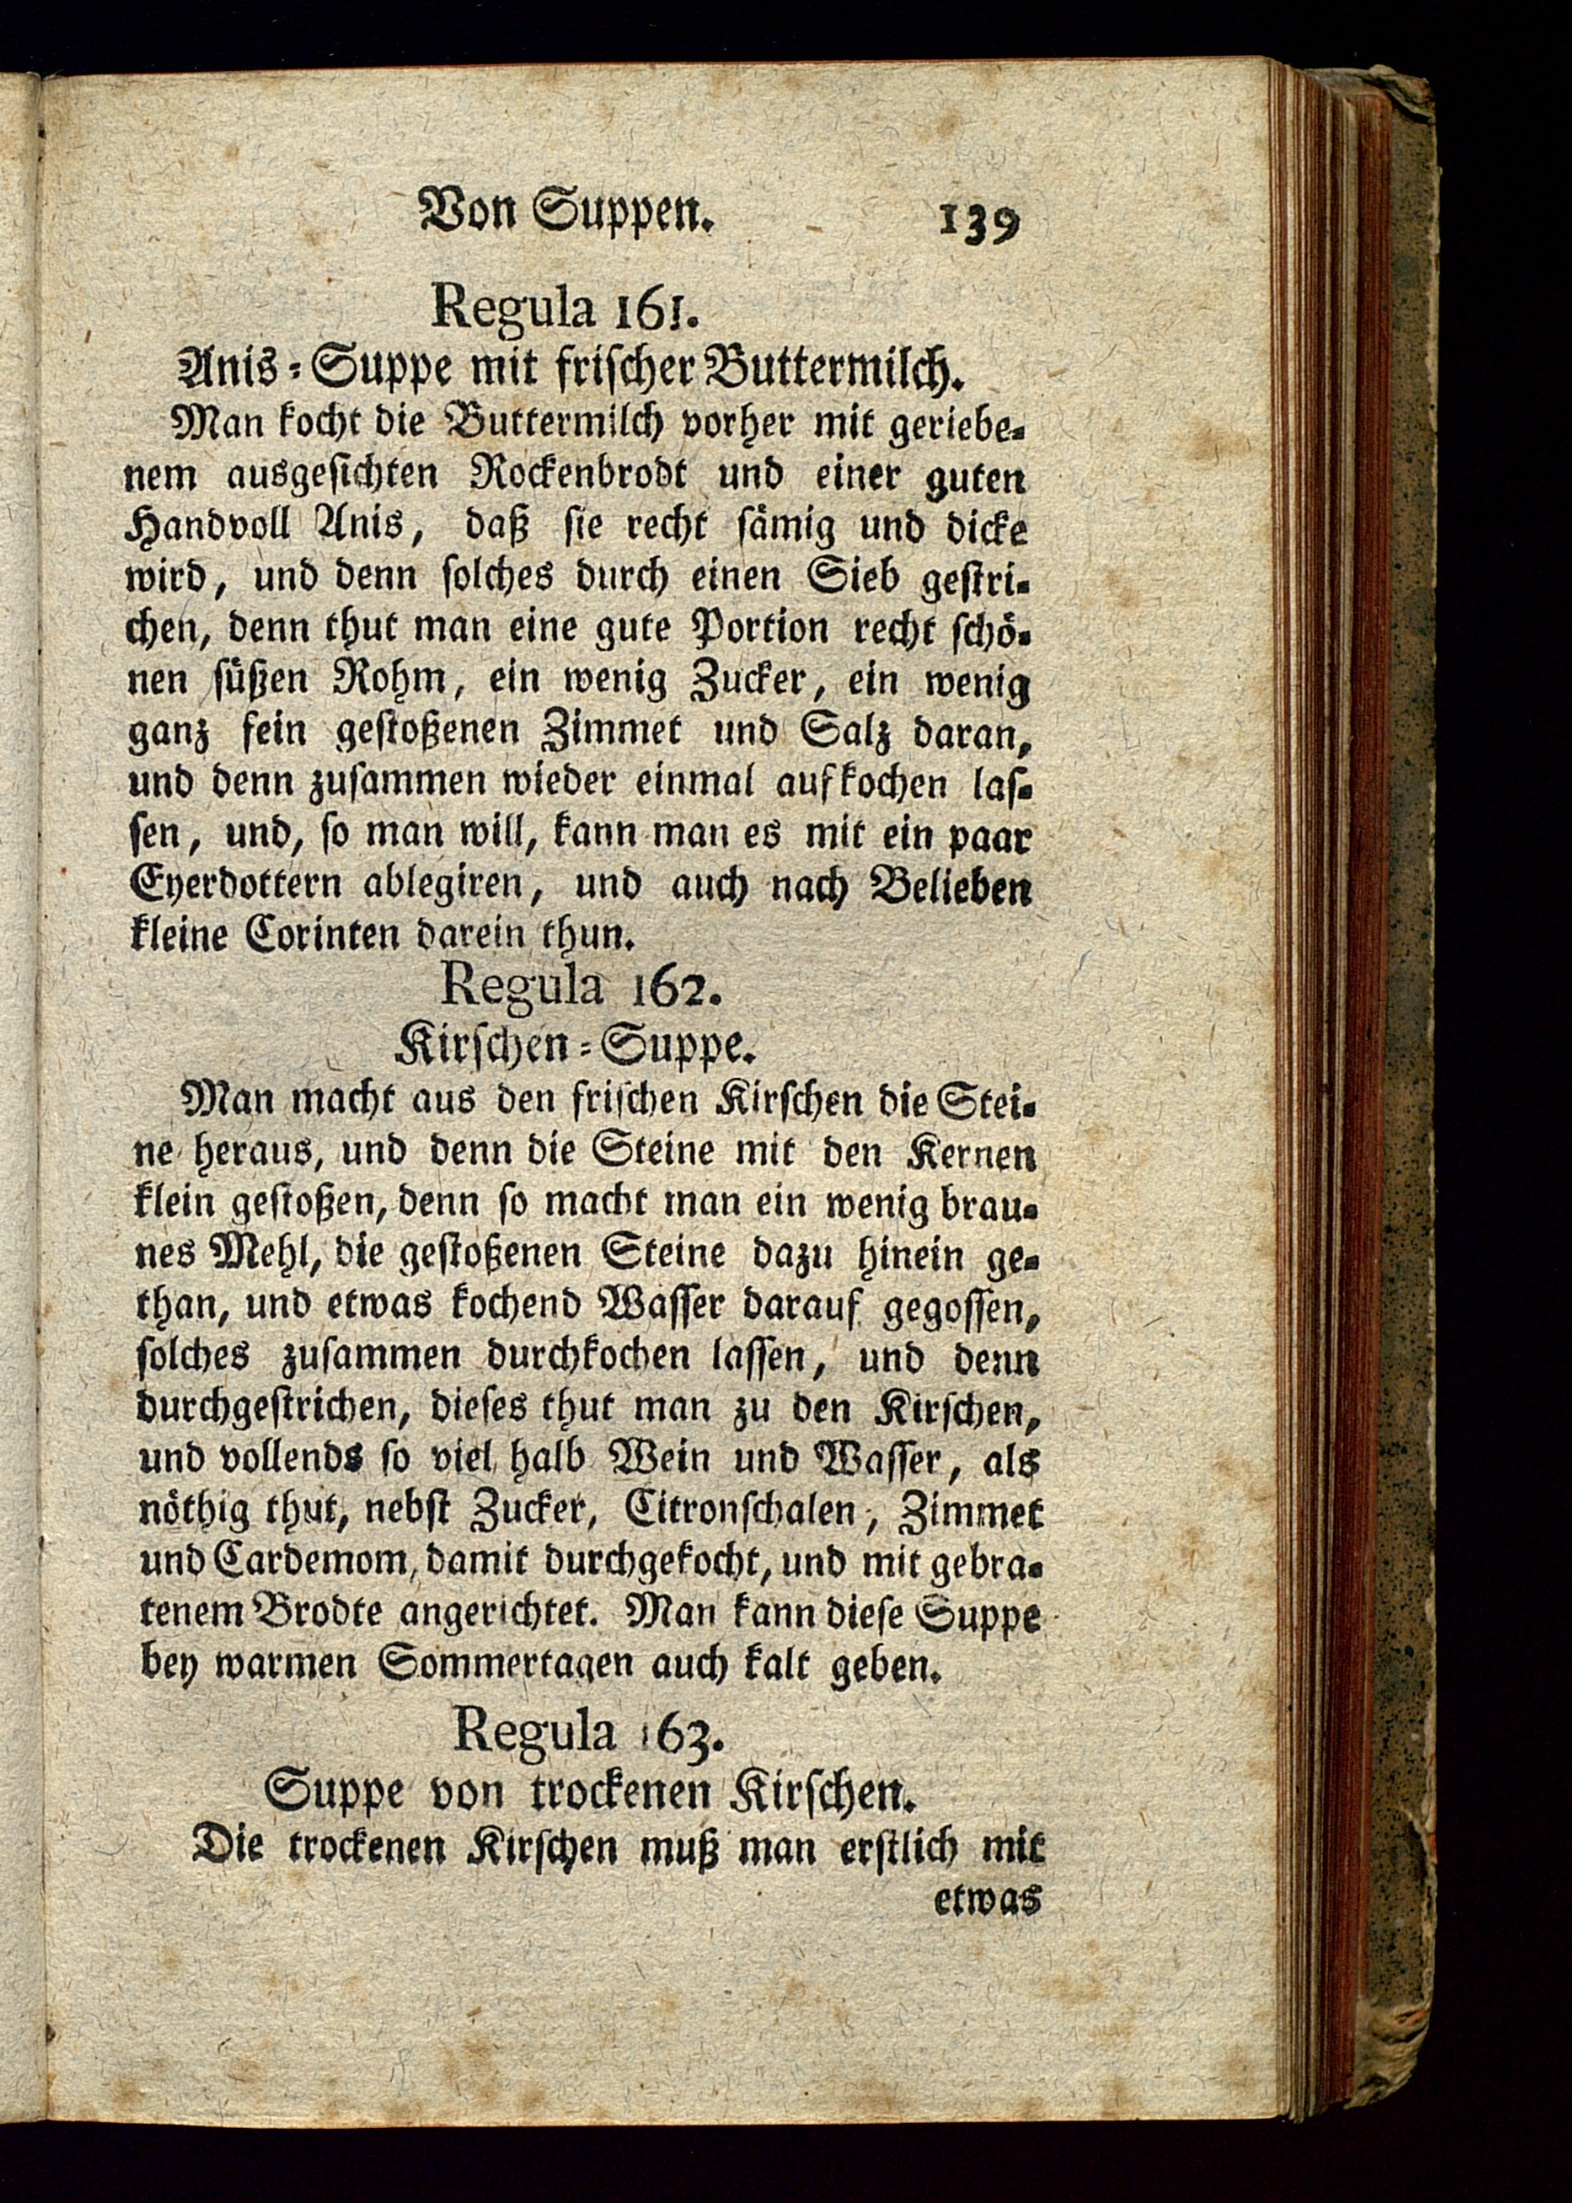 Von Suppen. 139
Regula 161.
Anis-Suppe mit frischer Buttermilch.
Man kocht die Buttermilch vorher mit geriebe-
nem ausgesichten Rockenbrodt und einer guten
Handvoll Anis, daß sie recht sämig und dicke
wird, und denn solches durch einen Sieb gestri-
chen, denn thut man eine gute Portion recht schö-
nen süßen Rohm, ein wenig Zucker, ein wenig
ganz fein gestoßenen Zimmet und Salz daran,
und denn zusammen wieder einmal aufkochen las-
sen, und, so man will, kann man es mit ein paar
Eyerdottern ablegiren, und auch nach Belieben
kleine Corinten darein thun.
Regula 162.
Kirschen-Suppe.
Man macht aus den frischen Kirschen die Stei-
ne heraus, und denn die Steine mit den Kernen
klein gestoßen, denn so macht man ein wenig brau-
nes Mehl, die gestoßenen Steine dazu hinein ge-
than, und etwas kochend Wasser darauf gegossen,
solches zusammen durchkochen lassen, und denn
durchgestrichen, dieses thut man zu den Kirschen,
und vollends so viel halb Wein und Wasser, als
nöthig thut, nebst Zucker, Citronschalen, Zimmet
und Cardemom, damit durchgekocht, und mit gebra-
tenem Brodte angerichtet. Man kann diese Suppe
bey warmen Sommertagen auch kalt geben.
Regula 163.
Suppe von trockenen Kirschen.
Die trockenen Kirschen muß man erstlich mit
etwas